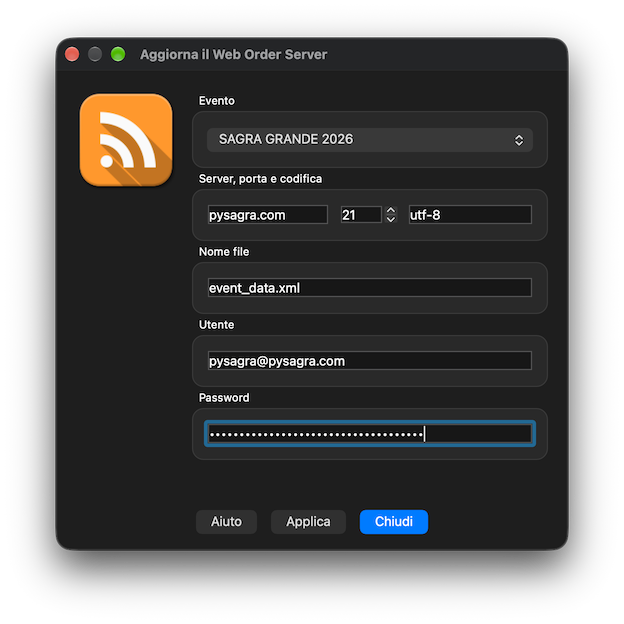 Aggiorna il Web Order Server
Evento
SAGRA GRANDE 2026
Server, porta e codifica
pysagra.com 21 utf-8
Nome file
event_data.xml
Utente
pysagra@pysagra.com
Password
Aiuto Applica Chiudi